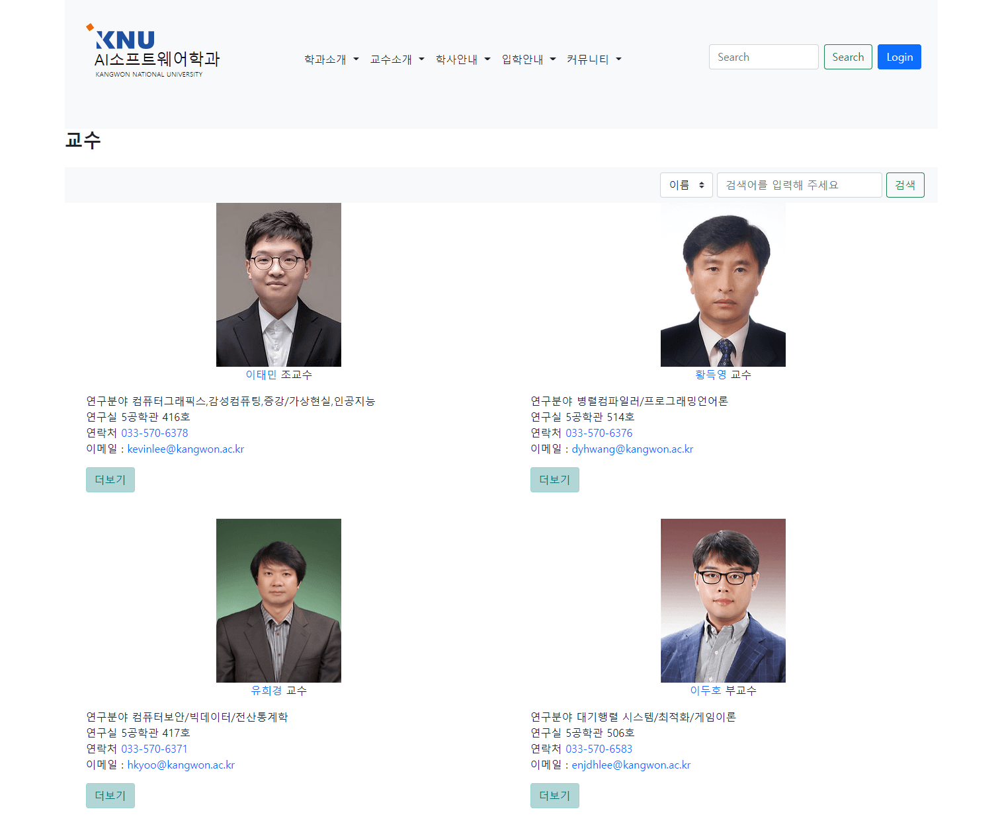 KNU
AI소프트웨어학과
KANGWON NATIONAL UNIVERSITY
학과소개 교수소개 학사안내 입학안내 커뮤니티
Search Search Login
교수
이름 검색어를 입력해 주세요 검색
이태민 조교수
연구분야 컴퓨터그래픽스,감성컴퓨팅,증강/가상현실,인공지능
연구실 5공학관 416호
연락처 033-570-6378
이메일 : kevinlee@kangwon.ac.kr
더보기
황득영 교수
연구분야 병렬컴파일러/프로그래밍언어론
연구실 5공학관 514호
연락처 033-570-6376
이메일 : dyhwang@kangwon.ac.kr
더보기
유희경 교수
연구분야 컴퓨터보안/빅데이터/전산통계학
연구실 5공학관 417호
연락처 033-570-6371
이메일 : hkyoo@kangwon.ac.kr
더보기
이두호 부교수
연구분야 대기행렬 시스템/최적화/게임이론
연구실 5공학관 506호
연락처 033-570-6583
이메일 : enjdhlee@kangwon.ac.kr
더보기